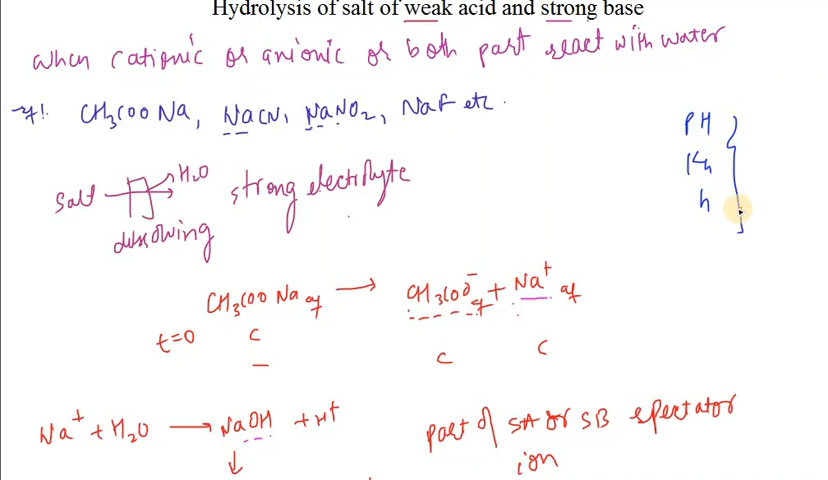 Hydrolysis of salt of weak acid and strong base
When cationic or anionic or both part react with water
CH3COONa, NaCN, NaNO2, NaF etc.
PH
Kh
h
Salt → H2O strong electrolyte
dissolving
CH3COONa aq → CH3COO- aq + Na+ aq
t=0 C
C C
Na+ + H2O → NaOH + H+ part of SA or SB spectator
ion